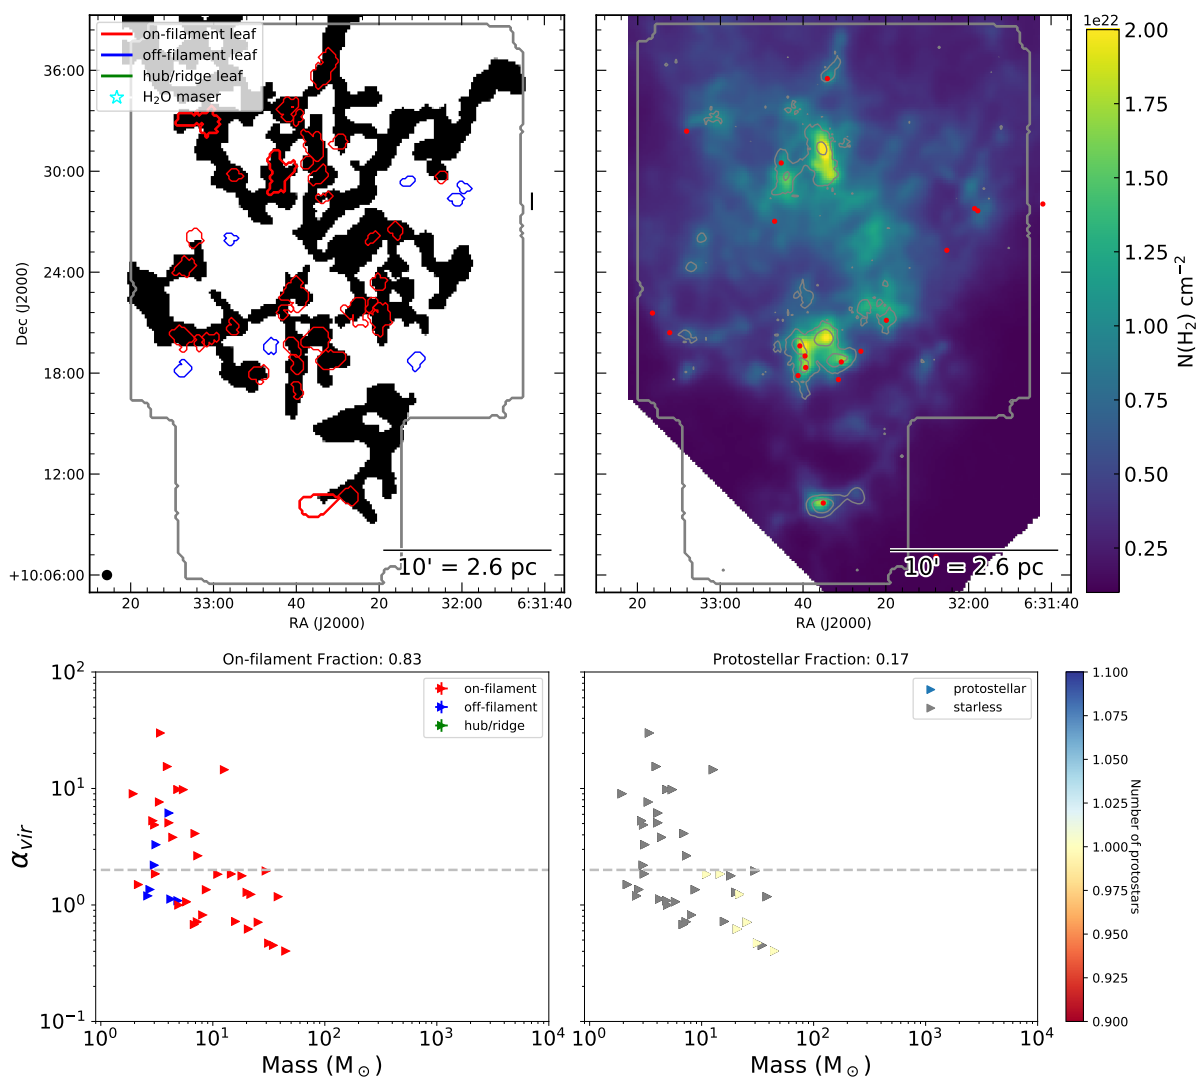 on-filament leaf
off-filament leaf
hub/ridge leaf
H₂O maser
36:00
30:00
24:00
18:00
12:00
+10:06:00
Dec (J2000)
10' = 2.6 pc
20
33:00
40
20
32:00
6:31:40
RA (J2000)
10' = 2.6 pc
20
33:00
40
20
32:00
6:31:40
RA (J2000)
1e22
2.00
1.75
1.50
1.25
1.00
0.75
0.50
0.25
N(H₂) cm⁻²
On-filament Fraction: 0.83
on-filament
off-filament
hub/ridge
10²
10¹
10⁰
10⁻¹
α_vir
10⁰
10¹
10²
10³
10⁴
Mass (M⊙)
Protostellar Fraction: 0.17
protostellar
starless
10⁰
10¹
10²
10³
10⁴
Mass (M⊙)
1.100
1.075
1.050
1.025
1.000
0.975
0.950
0.925
0.900
Number of protostars